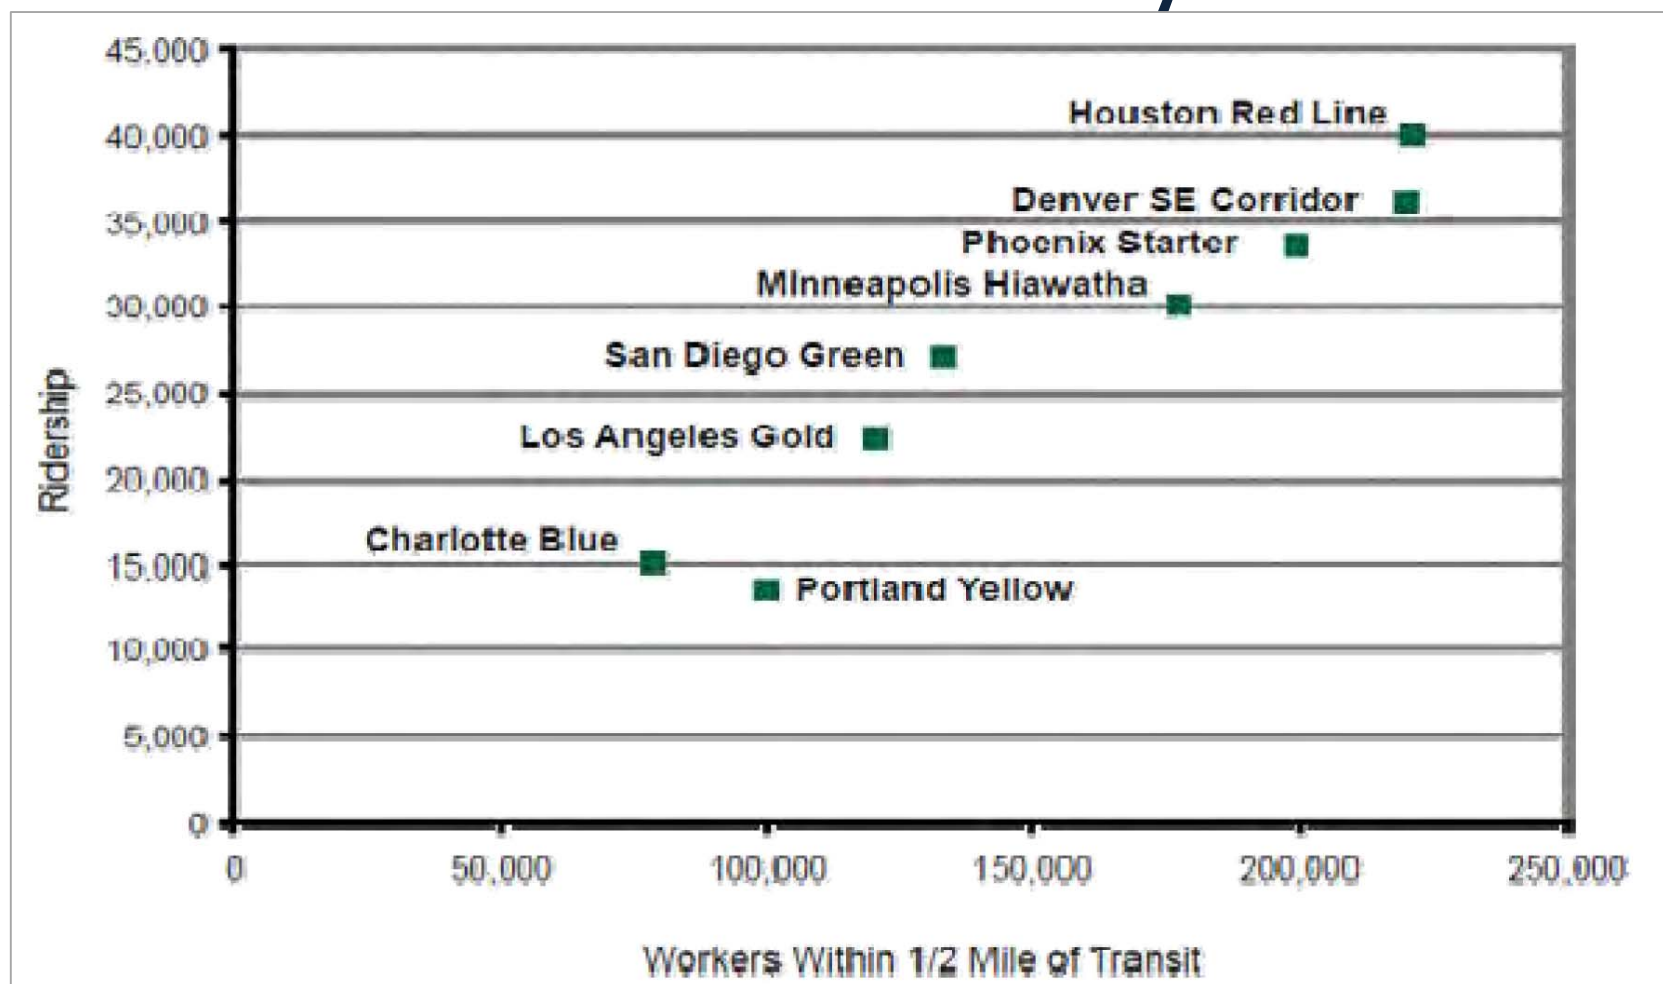 45,000
Houston Red Line
40,000
Denver SE Corridor
35,000
Phoenix Starter
Minneapolis Hiawatha
30,000
San Diego Green
25,000
Los Angeles Gold
20,000
Charlotte Blue
15,000
Portland Yellow
10,000
5,000
0
Ridership
0 50,000 100,000 150,000 200,000 250,000
Workers Within 1/2 Mile of Transit